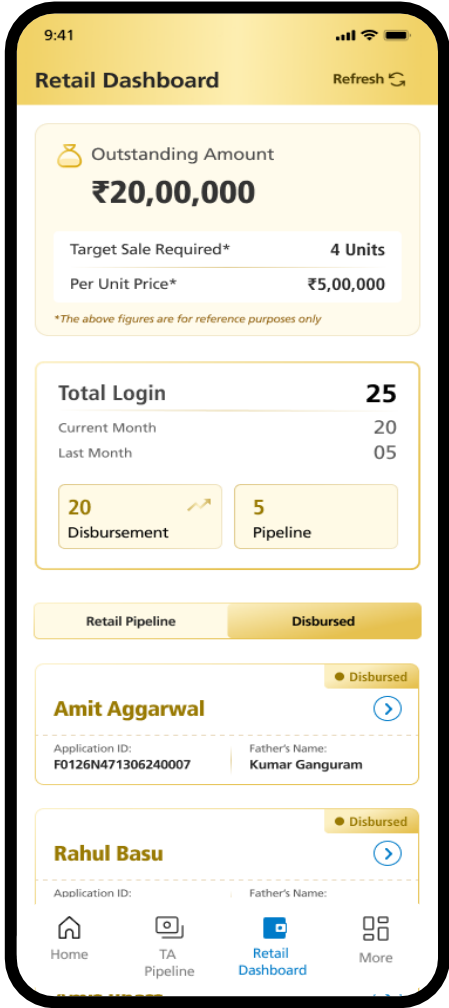 9:41
Retail Dashboard
Refresh
Outstanding Amount
₹20,00,000
Target Sale Required* 4 Units
Per Unit Price* ₹5,00,000
*The above figures are for reference purposes only
Total Login 25
Current Month 20
Last Month 05
20
Disbursement
5
Pipeline
Retail Pipeline Disbursed
Disbursed
Amit Aggarwal
Application ID: Father's Name:
F0126N471306240007 Kumar Ganguram
Disbursed
Rahul Basu
Application ID: Father's Name:
Home
TA
Pipeline
Retail
Dashboard
More